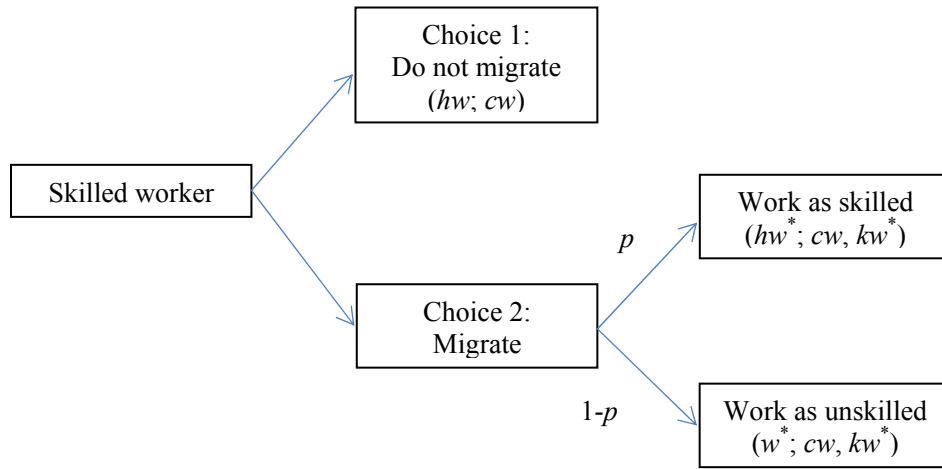 Choice 1:
Do not migrate
(hw; cw)
Skilled worker
Choice 2:
Migrate
p
1-p
Work as skilled
(hw*; cw, kw*)
Work as unskilled
(w*; cw, kw*)